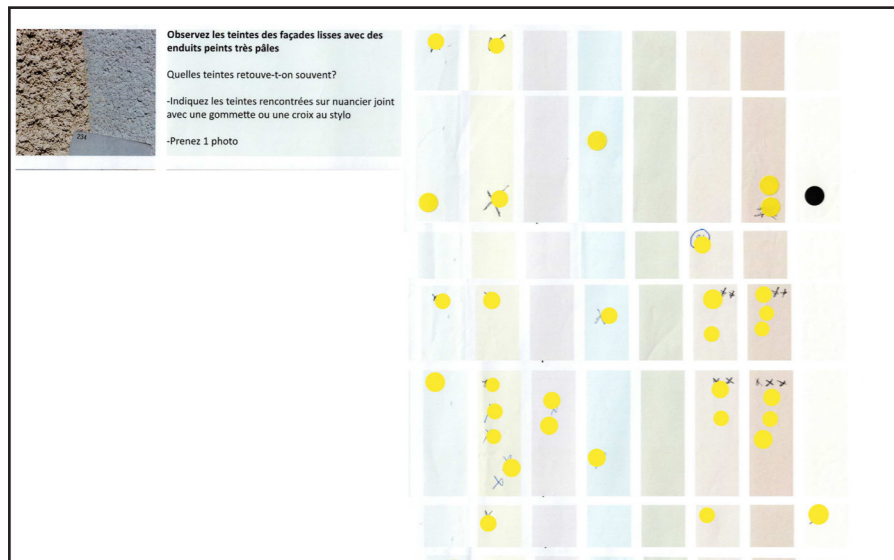 Observez les teintes des façades lisses avec des
enduits peints très pâles
Quelles teintes retouve-t-on souvent?
-Indiquez les teintes rencontrées sur nuancier joint
avec une gommette ou une croix au stylo
-Prenez 1 photo
234